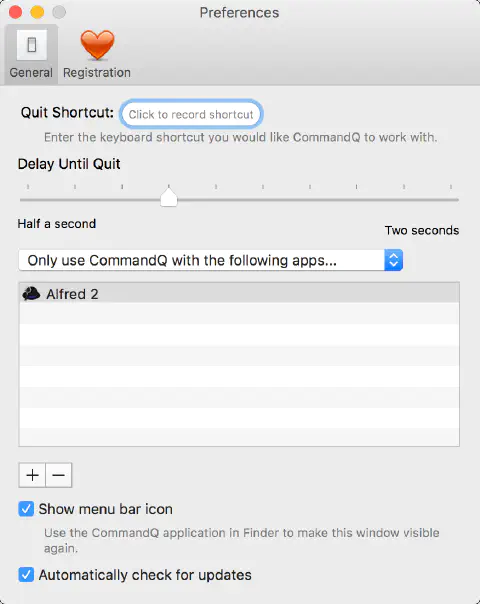 Preferences
General
Registration
Quit Shortcut: Click to record shortcut
Enter the keyboard shortcut you would like CommandQ to work with.
Delay Until Quit
Half a second
Two seconds
Only use CommandQ with the following apps...
Alfred 2
+ −
Show menu bar icon
Use the CommandQ application in Finder to make this window visible
again.
Automatically check for updates